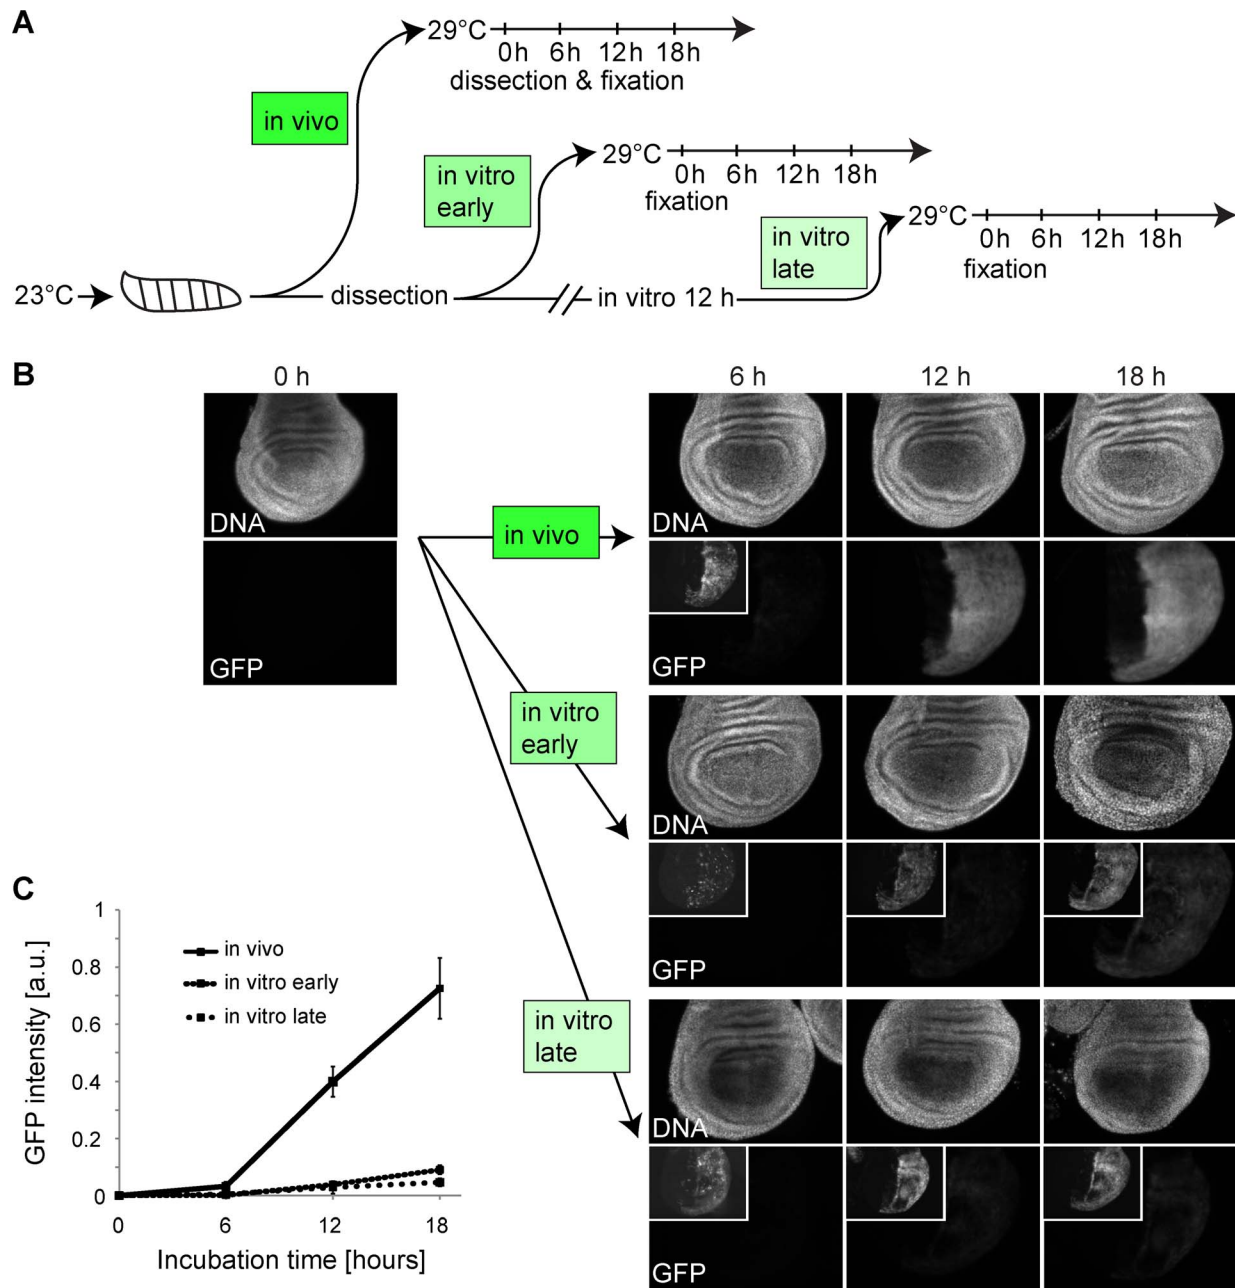 A
29°C
0h 6h 12h 18h
dissection & fixation
in vivo
in vitro
early
29°C
0h 6h 12h 18h
fixation
in vitro
late
29°C
0h 6h 12h 18h
fixation
23°C
dissection
in vitro 12 h
B
0 h
6 h
12 h
18 h
DNA
GFP
in vivo
DNA
GFP
in vitro
early
DNA
GFP
in vitro
late
DNA
GFP
C
1
0.8
0.6
0.4
0.2
0
GFP intensity [a.u.]
in vivo
in vitro early
in vitro late
0 6 12 18
Incubation time [hours]